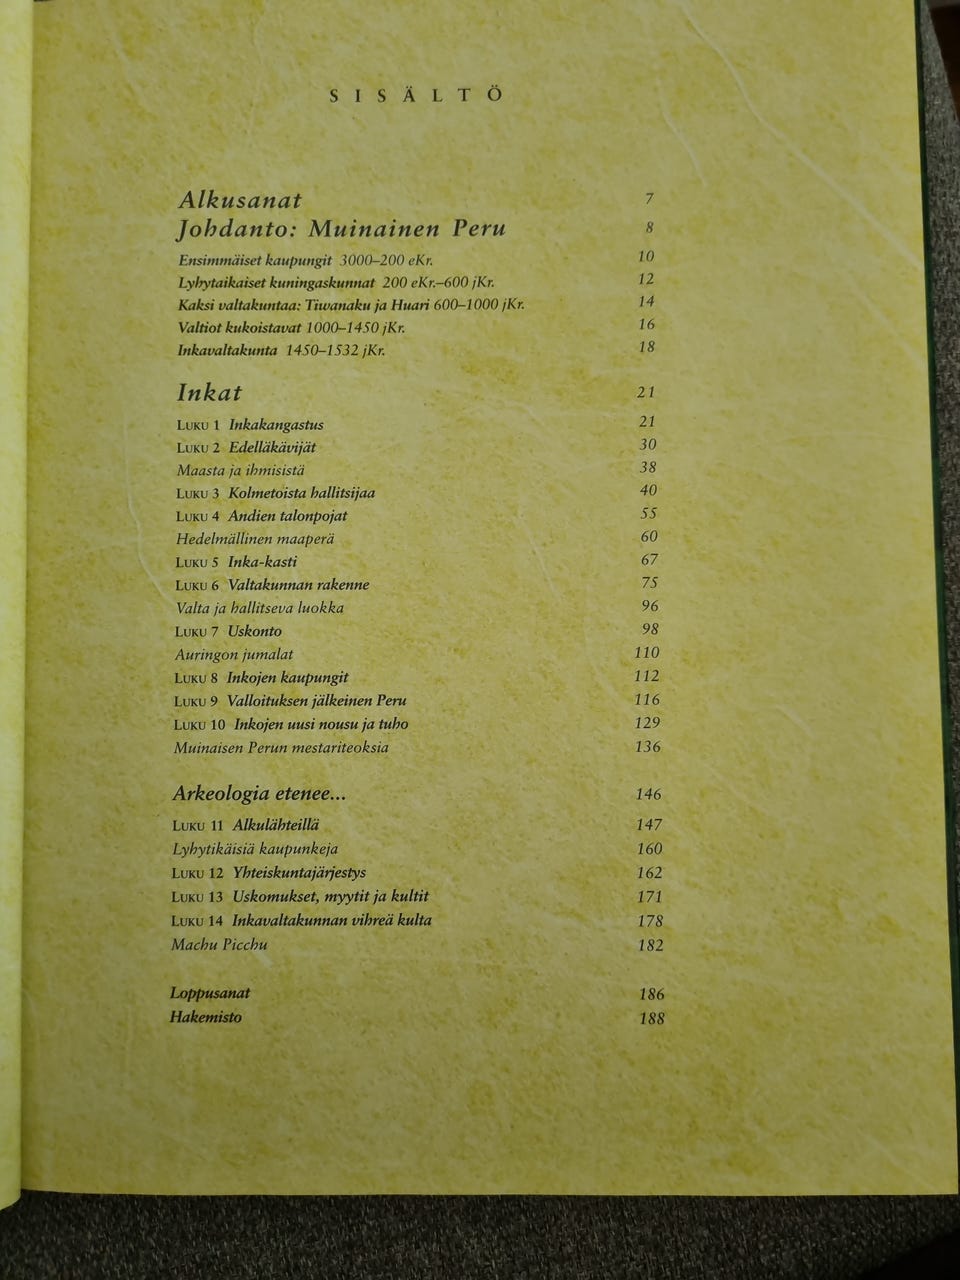 SISÄLTÖ
Alkusanat 7
Johdanto: Muinainen Peru 8
Ensimmäiset kaupungit 3000–200 eKr. 10
Lyhytaikaiset kuningaskunnat 200 eKr.–600 jKr. 12
Kaksi valtakuntaa: Tiwanaku ja Huari 600–1000 jKr. 14
Valtiot kukoistavat 1000–1450 jKr. 16
Inkavaltakunta 1450–1532 jKr. 18
Inkat 21
LUKU 1 Inkakangastus 21
LUKU 2 Edelläkävijät 30
Maasta ja ihmisistä 38
LUKU 3 Kolmetoista hallitsijaa 40
LUKU 4 Andien talonpojat 55
Hedelmällinen maaperä 60
LUKU 5 Inka-kasti 67
LUKU 6 Valtakunnan rakenne 75
Valta ja hallitseva luokka 96
LUKU 7 Uskonto 98
Auringon jumalat 110
LUKU 8 Inkojen kaupungit 112
LUKU 9 Valloituksen jälkeinen Peru 116
LUKU 10 Inkojen uusi nousu ja tuho 129
Muinaisen Perun mestariteoksia 136
Arkeologia etenee... 146
LUKU 11 Alkulähteillä 147
Lyhytikäisiä kaupunkeja 160
LUKU 12 Yhteiskuntajärjestys 162
LUKU 13 Uskomukset, myytit ja kultit 171
LUKU 14 Inkavaltakunnan vihreä kulta 178
Machu Picchu 182
Loppusanat 186
Hakemisto 188